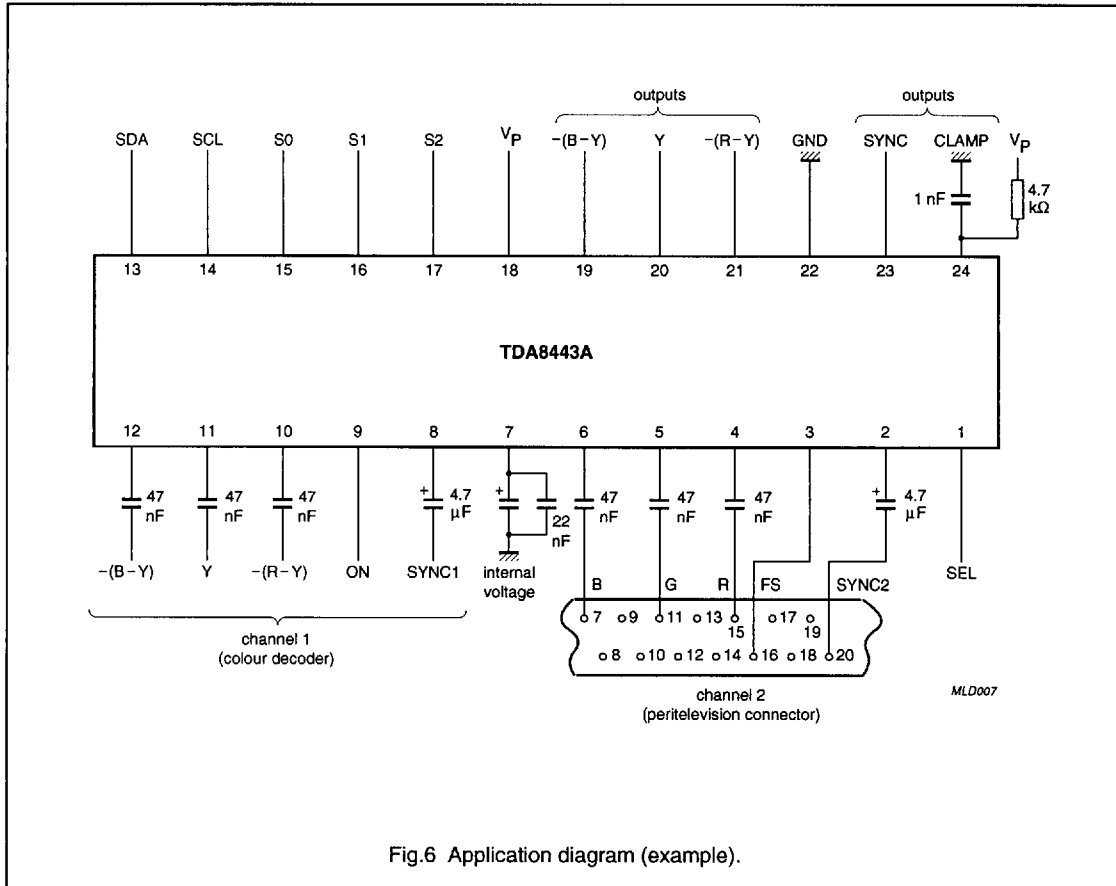 outputs outputs
SDA SCL S0 S1 S2 VP −(B−Y) Y −(R−Y) GND SYNC CLAMP VP
1 nF 4.7 kΩ
13 14 15 16 17 18 19 20 21 22 23 24
TDA8443A
12 11 10 9 8 7 6 5 4 3 2 1
47 nF 47 nF 47 nF + 4.7 μF + 22 nF 47 nF 47 nF 47 nF + 4.7 μF
−(B−Y) Y −(R−Y) ON SYNC1 internal voltage SEL
B G R FS SYNC2
channel 1
(colour decoder)
7 9 11 13 15 17 19
8 10 12 14 16 18 20
channel 2
(peritelevision connector)
MLD007
Fig.6 Application diagram (example).